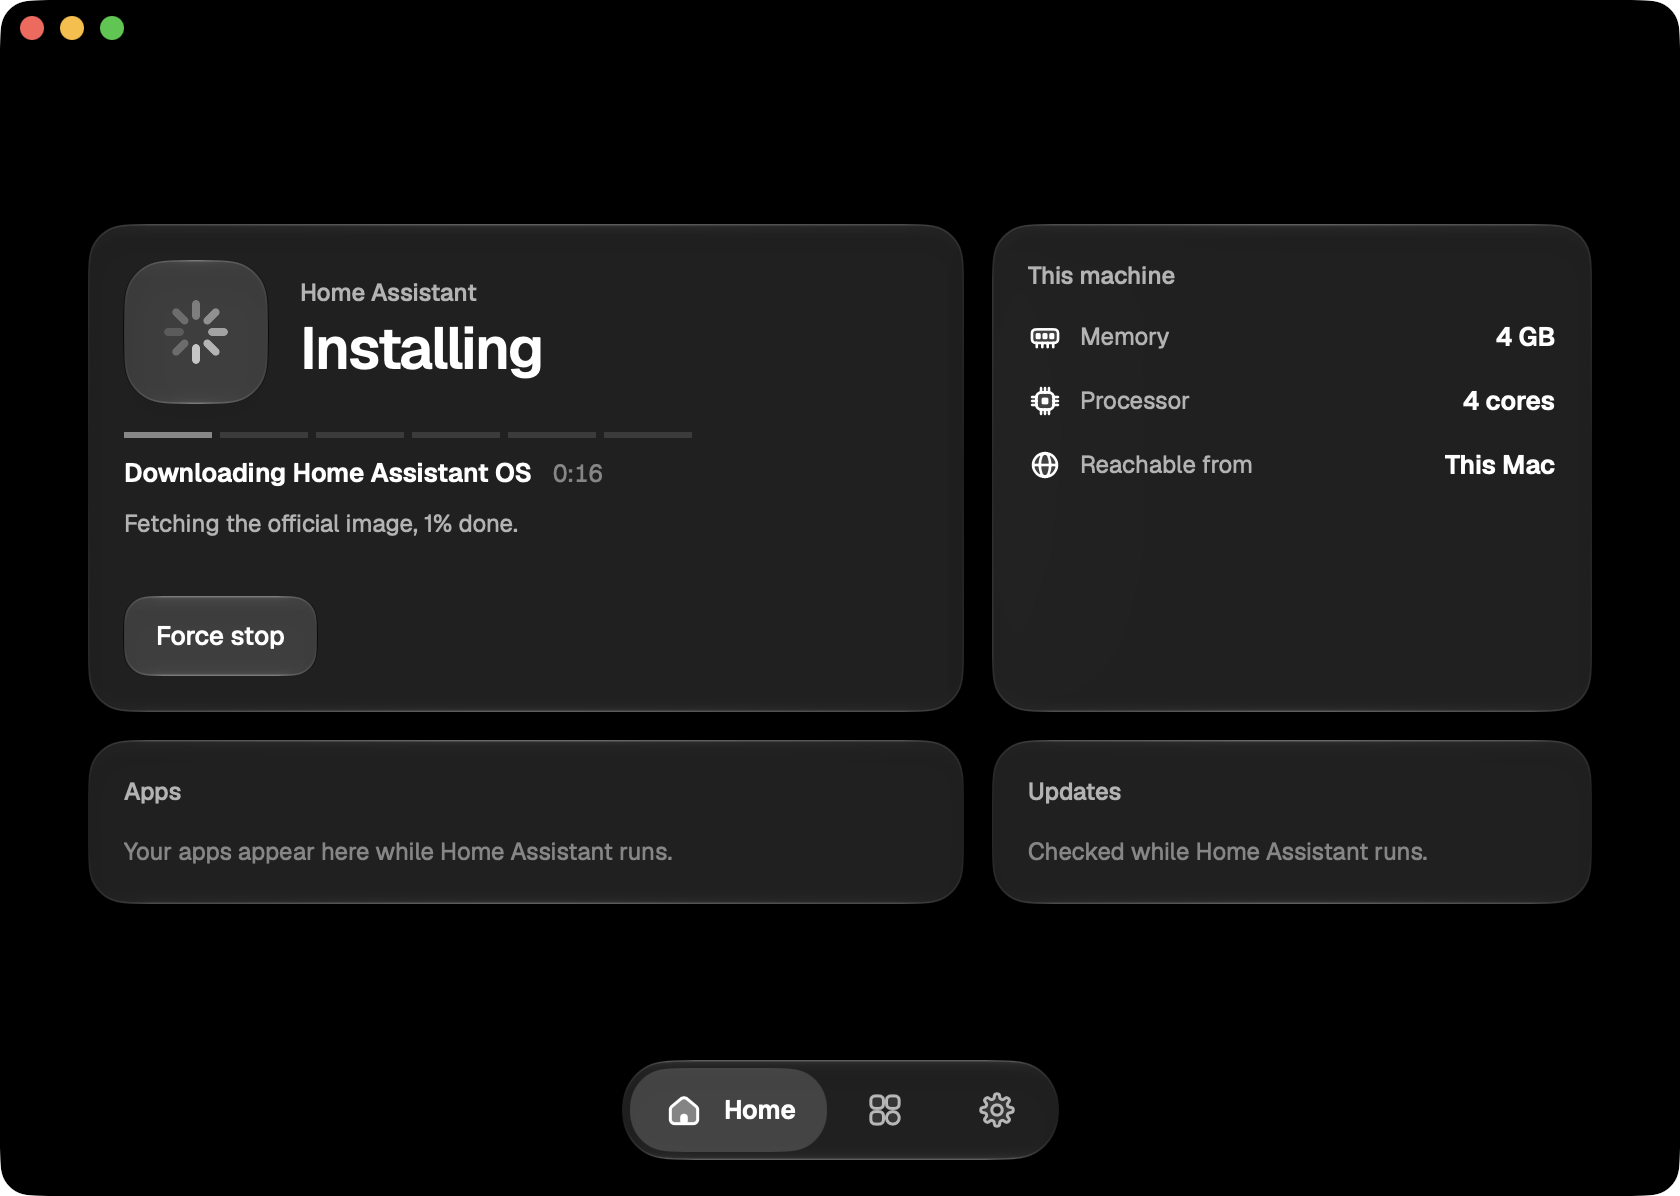 Home Assistant
Installing
Downloading Home Assistant OS 0:16
Fetching the official image, 1% done.
Force stop
This machine
Memory 4 GB
Processor 4 cores
Reachable from This Mac
Apps
Your apps appear here while Home Assistant runs.
Updates
Checked while Home Assistant runs.
Home